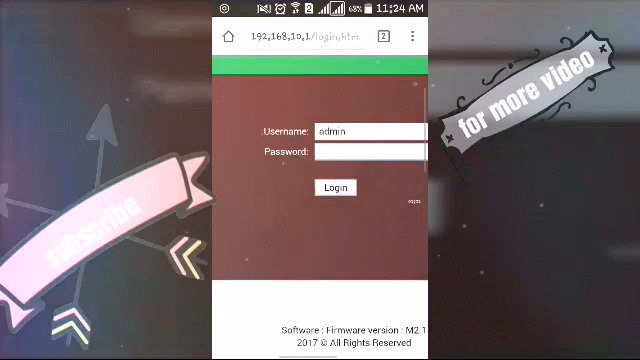 68% 11:24 AM
192,168,10,1/login.htm
2
Username: admin
Password:
Login
Software : Firmware version : M2.1
2017 © All Rights Reserved
subscribe
for more video